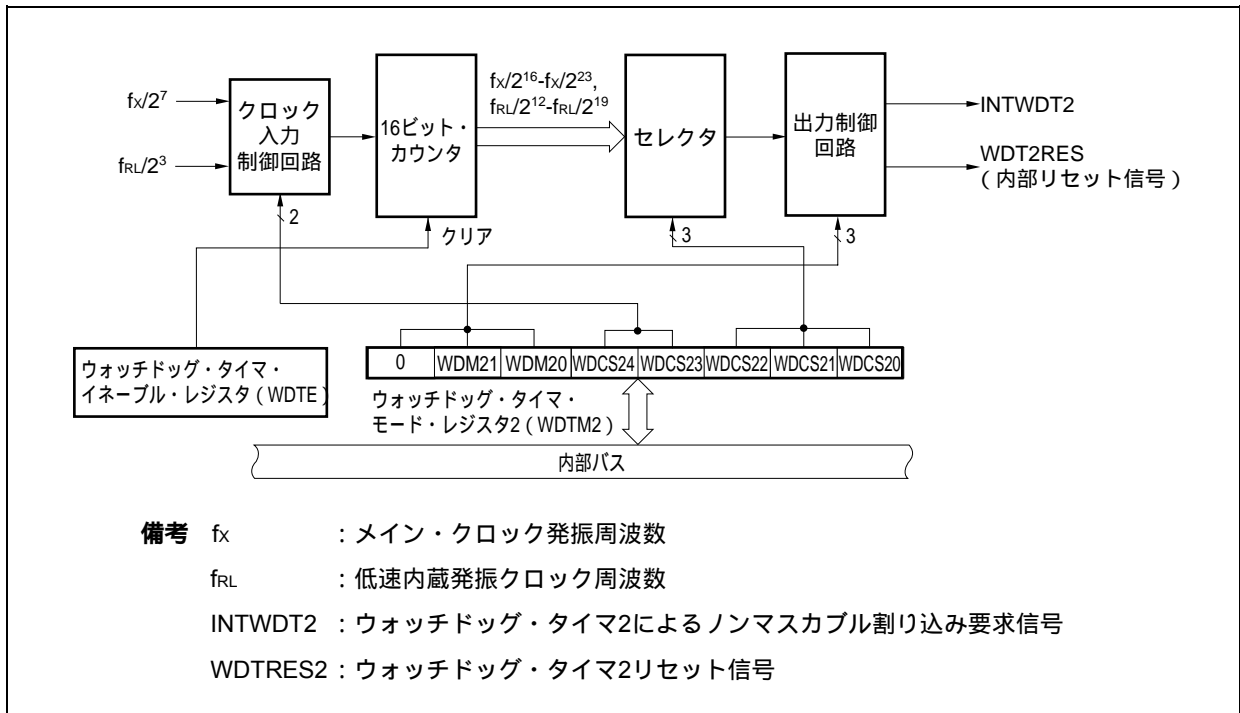 fX/2^7
fRL/2^3
クロック
入力
制御回路
2
16ビット・
カウンタ
クリア
fX/2^16-fX/2^23,
fRL/2^12-fRL/2^19
セレクタ
3
出力制御
回路
3
INTWDT2
WDT2RES
(内部リセット信号)
ウォッチドッグ・タイマ・
イネーブル・レジスタ(WDTE)
0 WDM21 WDM20 WDCS24 WDCS23 WDCS22 WDCS21 WDCS20
ウォッチドッグ・タイマ・
モード・レジスタ2(WDTM2)
内部バス
備考 fX :メイン・クロック発振周波数
fRL :低速内蔵発振クロック周波数
INTWDT2 :ウォッチドッグ・タイマ2によるノンマスカブル割り込み要求信号
WDTRES2:ウォッチドッグ・タイマ2リセット信号